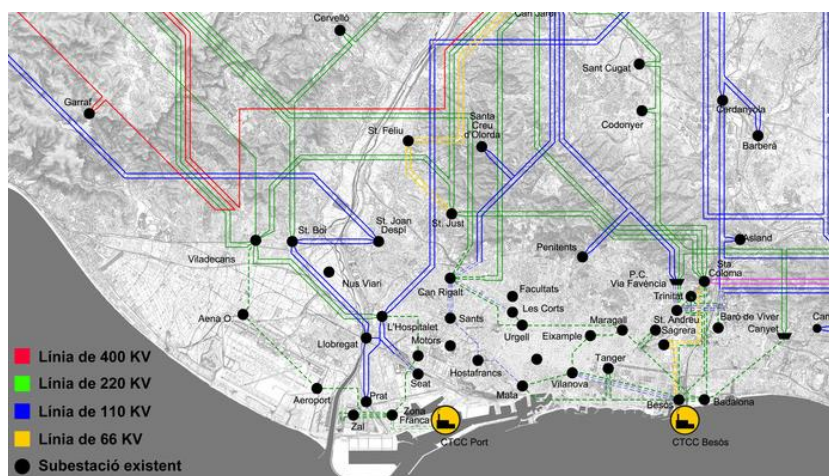 Cervelló
Can Jardí
Garraf
Sant Cugat
Codonyer
Cerdanyola
Barberà
St. Feliu
Santa
Creu
d'Olorda
St. Just
St. Boi
St. Joan
Despí
Viladecans
Nus Viari
Penitents
Asland
Sta
Coloma
P.C.
Via Favència
Trinitat
Can Rigalt
Facultats
Les Corts
Aena O
L'Hospitalet
Sants
Urgell
Eixample
Maragall
St. Andreu
Sagrera
Baró de Viver
Canyet
Llobregat
Motors
Seat
Hostafrancs
Tanger
Mata
Vilanova
Aeroport
Prat
Zal
Zona
Franca
Besòs
Badalona
CTCC Port
CTCC Besòs
Línia de 400 KV
Línia de 220 KV
Línia de 110 KV
Línia de 66 KV
Subestació existent